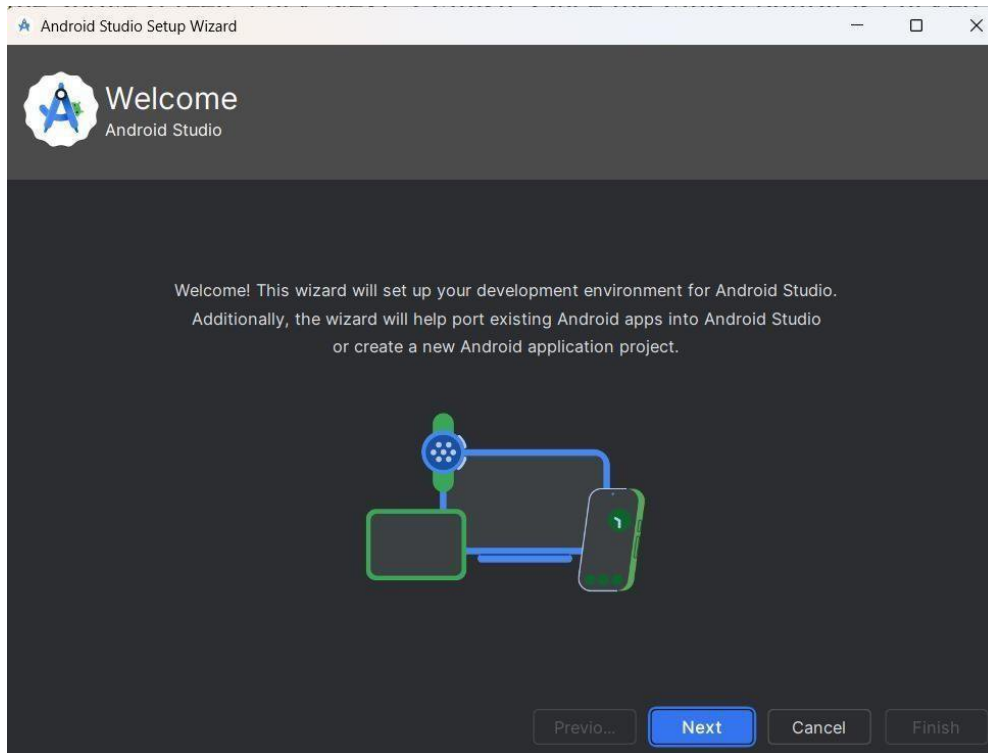 Android Studio Setup Wizard
Welcome
Android Studio
Welcome! This wizard will set up your development environment for Android Studio.
Additionally, the wizard will help port existing Android apps into Android Studio
or create a new Android application project.
Previo...
Next
Cancel
Finish